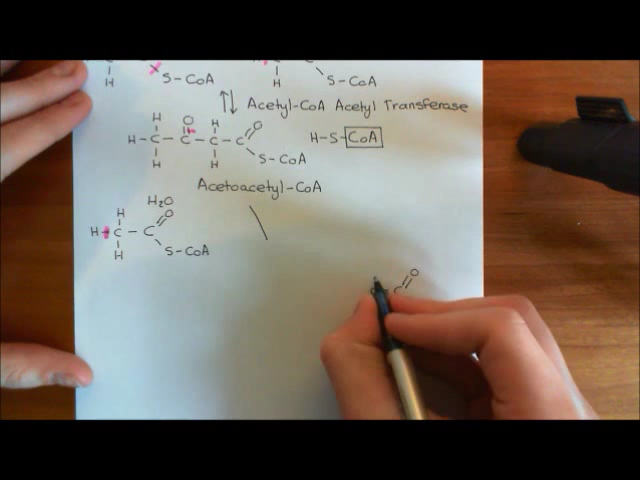 H S-CoA H S-CoA
Acetyl-CoA Acetyl Transferase
H O H O
H-C-C-C-C H-S-CoA
H H S-CoA
Acetoacetyl-CoA
H₂O
H O
H-C-C
H S-CoA
O
C